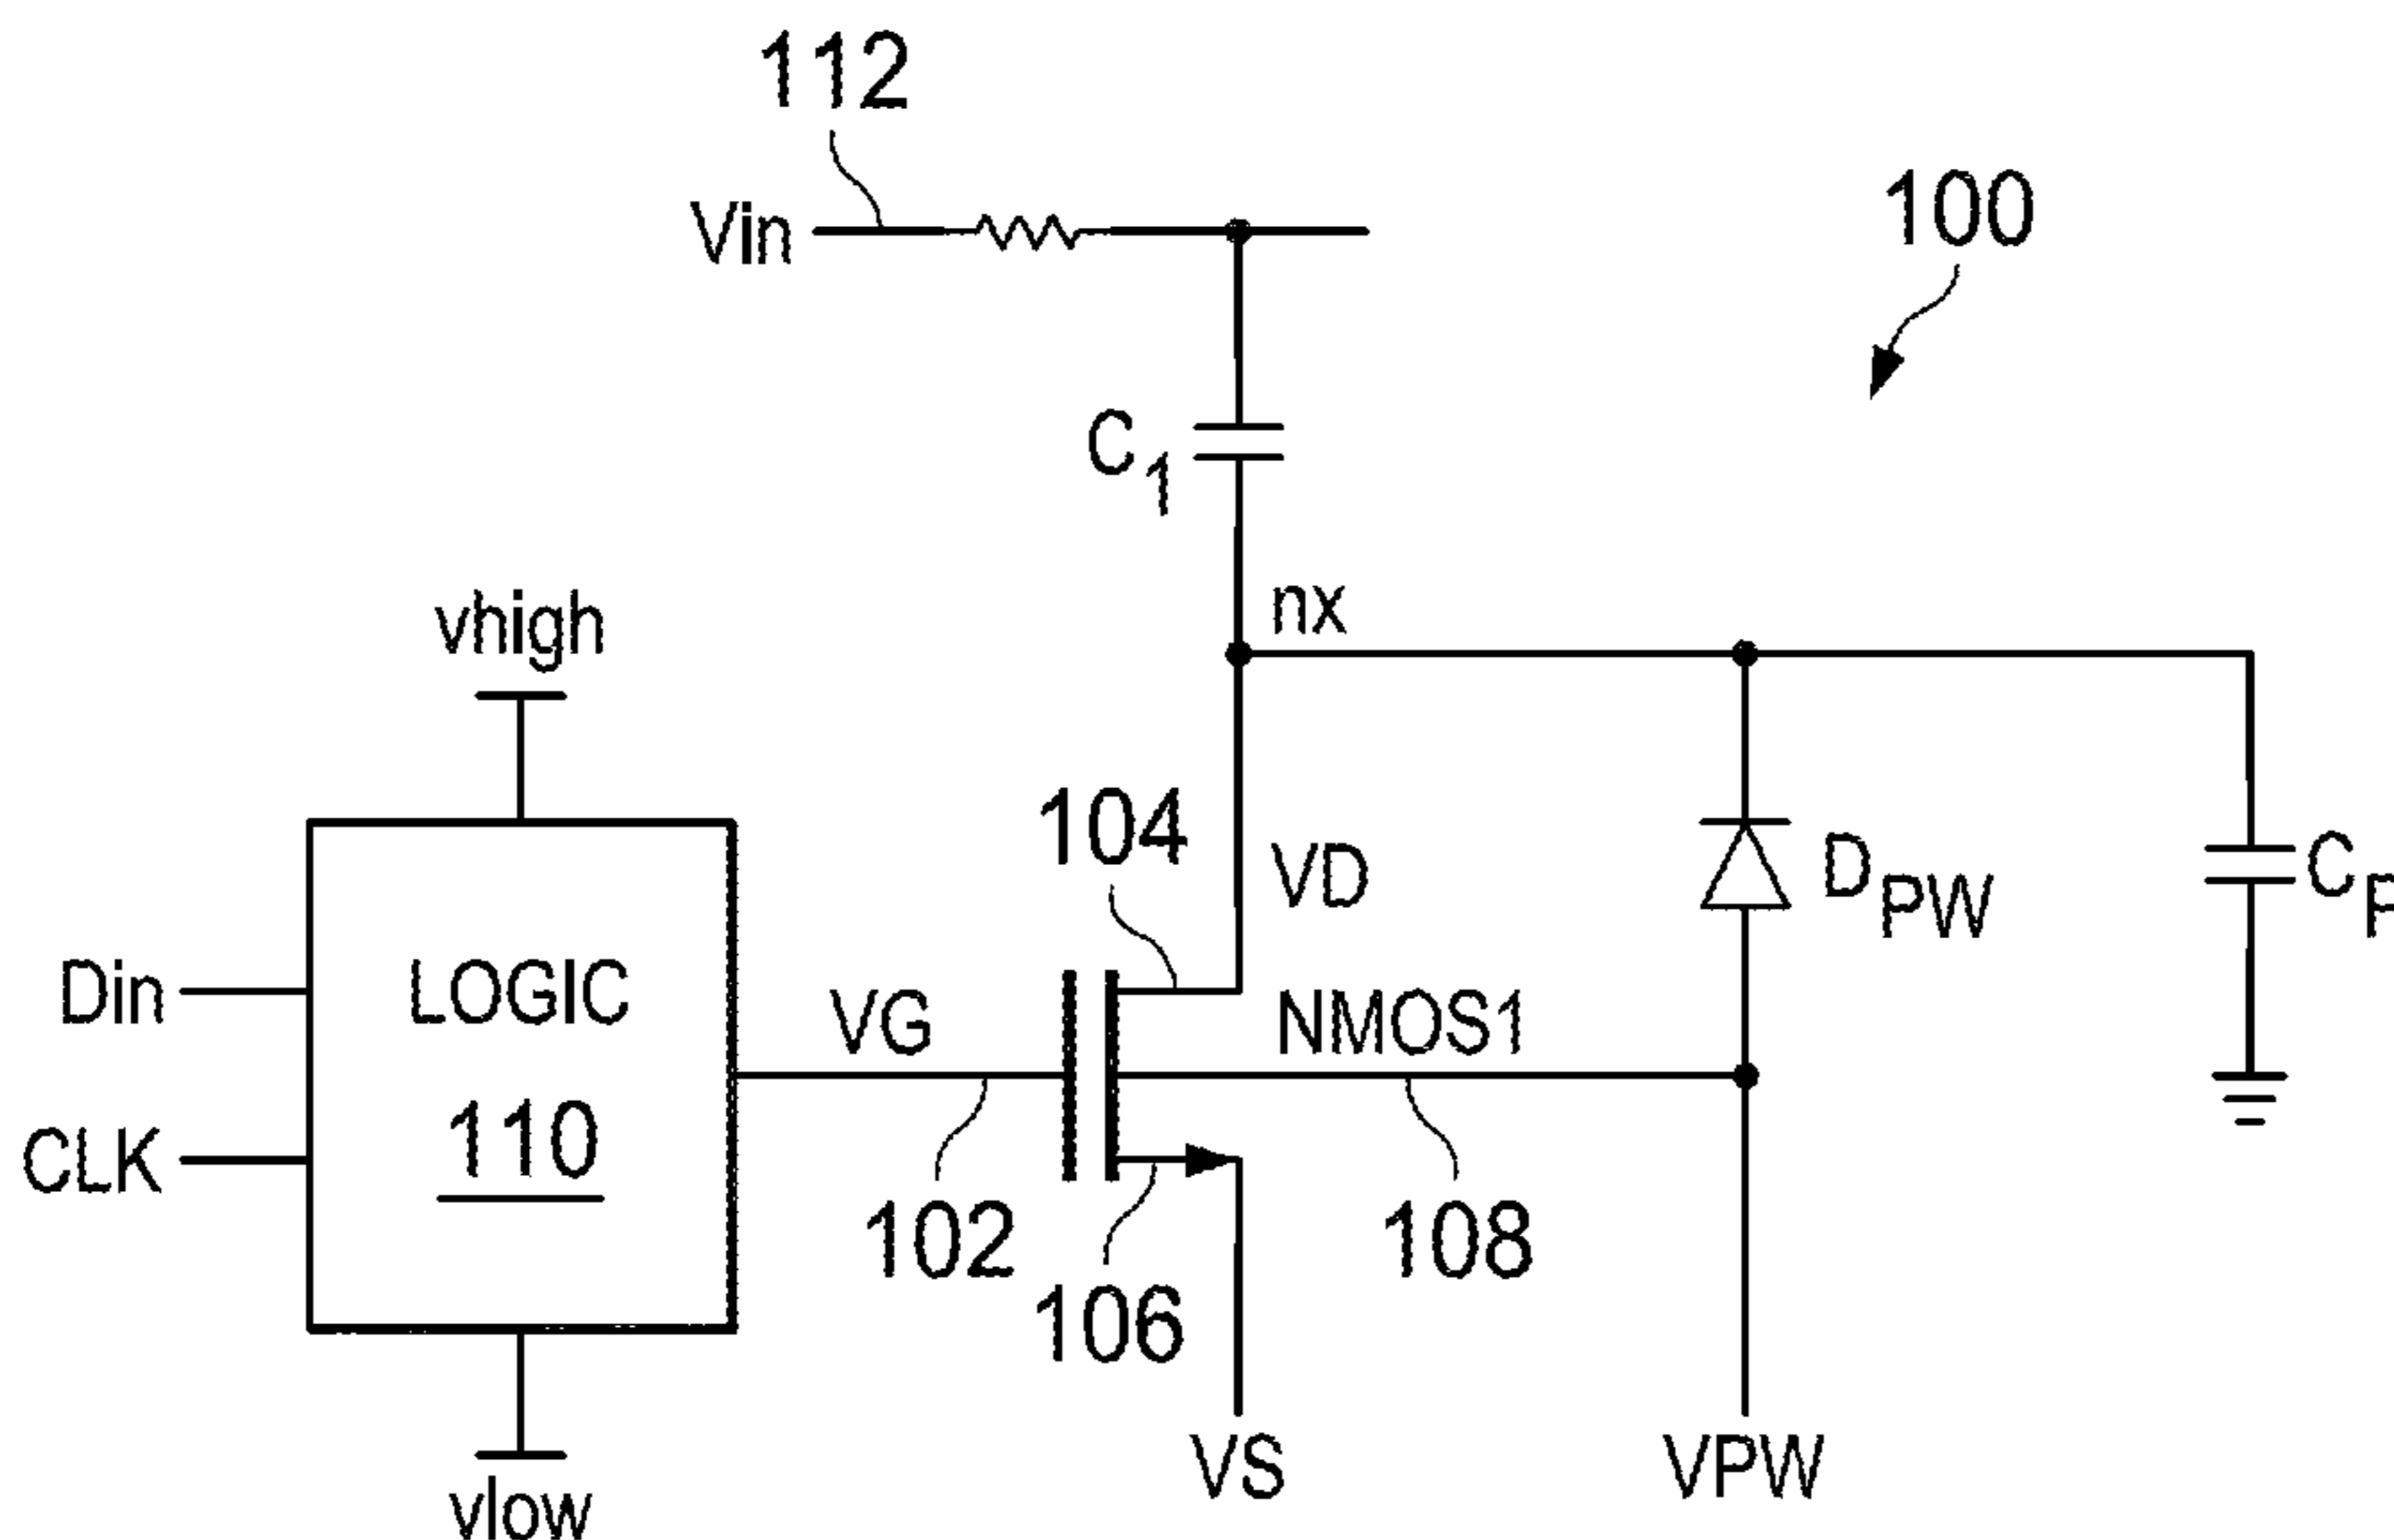 112
Vin
100
C1
nx
vhigh
104
VD
DPW
CP
Din
LOGIC
VG
NMOS1
CLK
110
102
108
106
VS
VPW
vlow